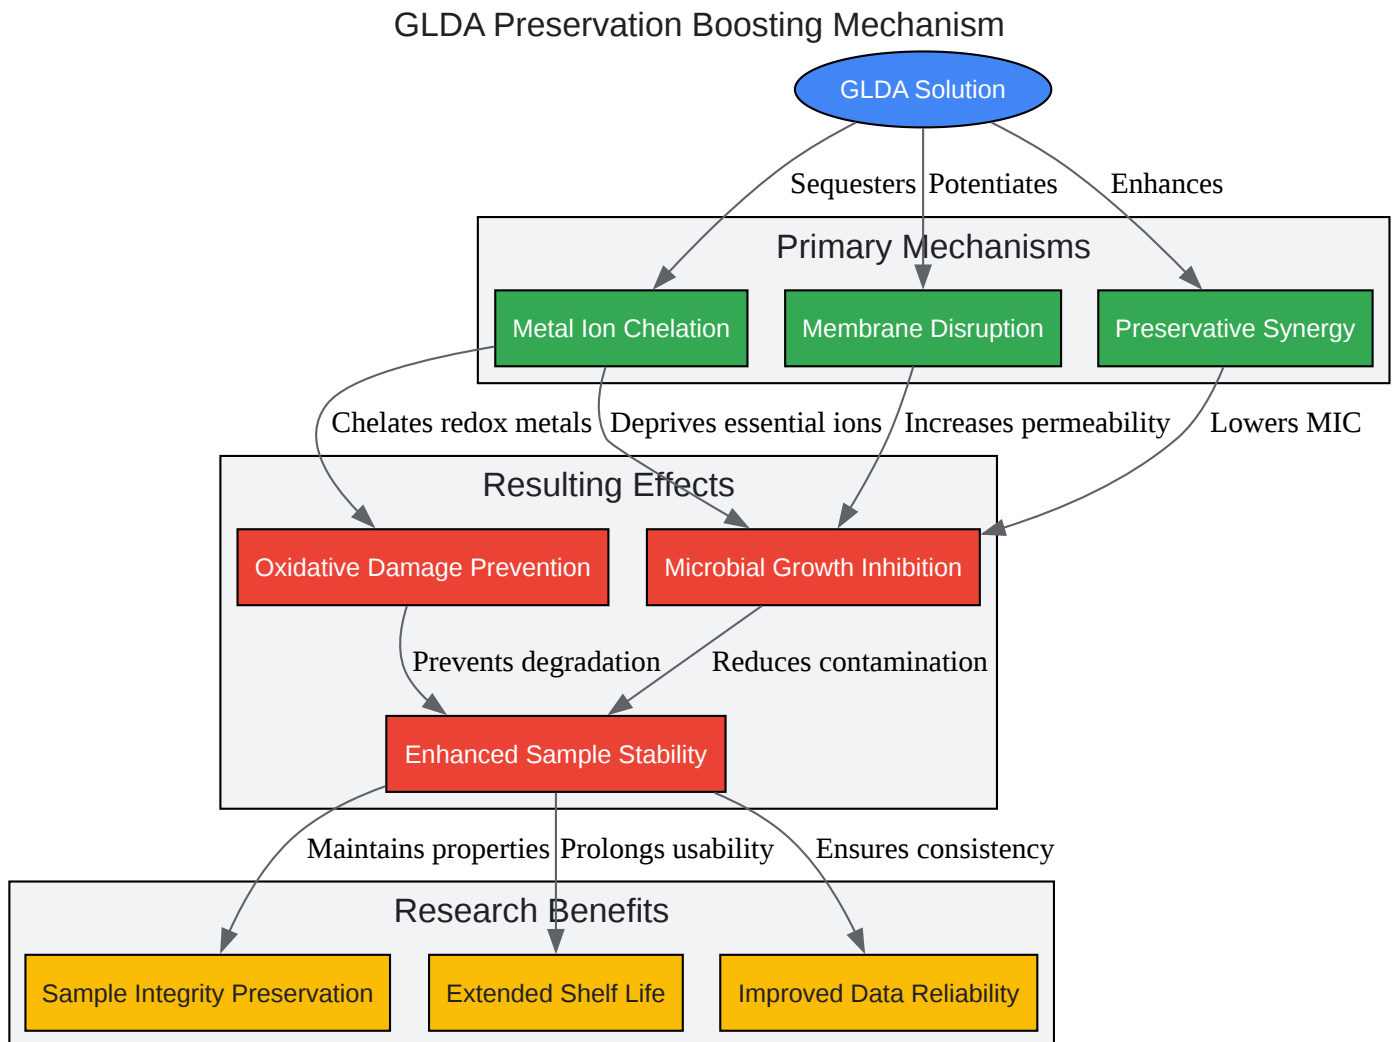 GLDA Preservation Boosting Mechanism
GLDA Solution
Sequesters
Potentiates
Enhances
Primary Mechanisms
Metal Ion Chelation
Membrane Disruption
Preservative Synergy
Chelates redox metals
Deprives essential ions
Increases permeability
Lowers MIC
Resulting Effects
Oxidative Damage Prevention
Microbial Growth Inhibition
Prevents degradation
Reduces contamination
Enhanced Sample Stability
Maintains properties
Prolongs usability
Ensures consistency
Research Benefits
Sample Integrity Preservation
Extended Shelf Life
Improved Data Reliability